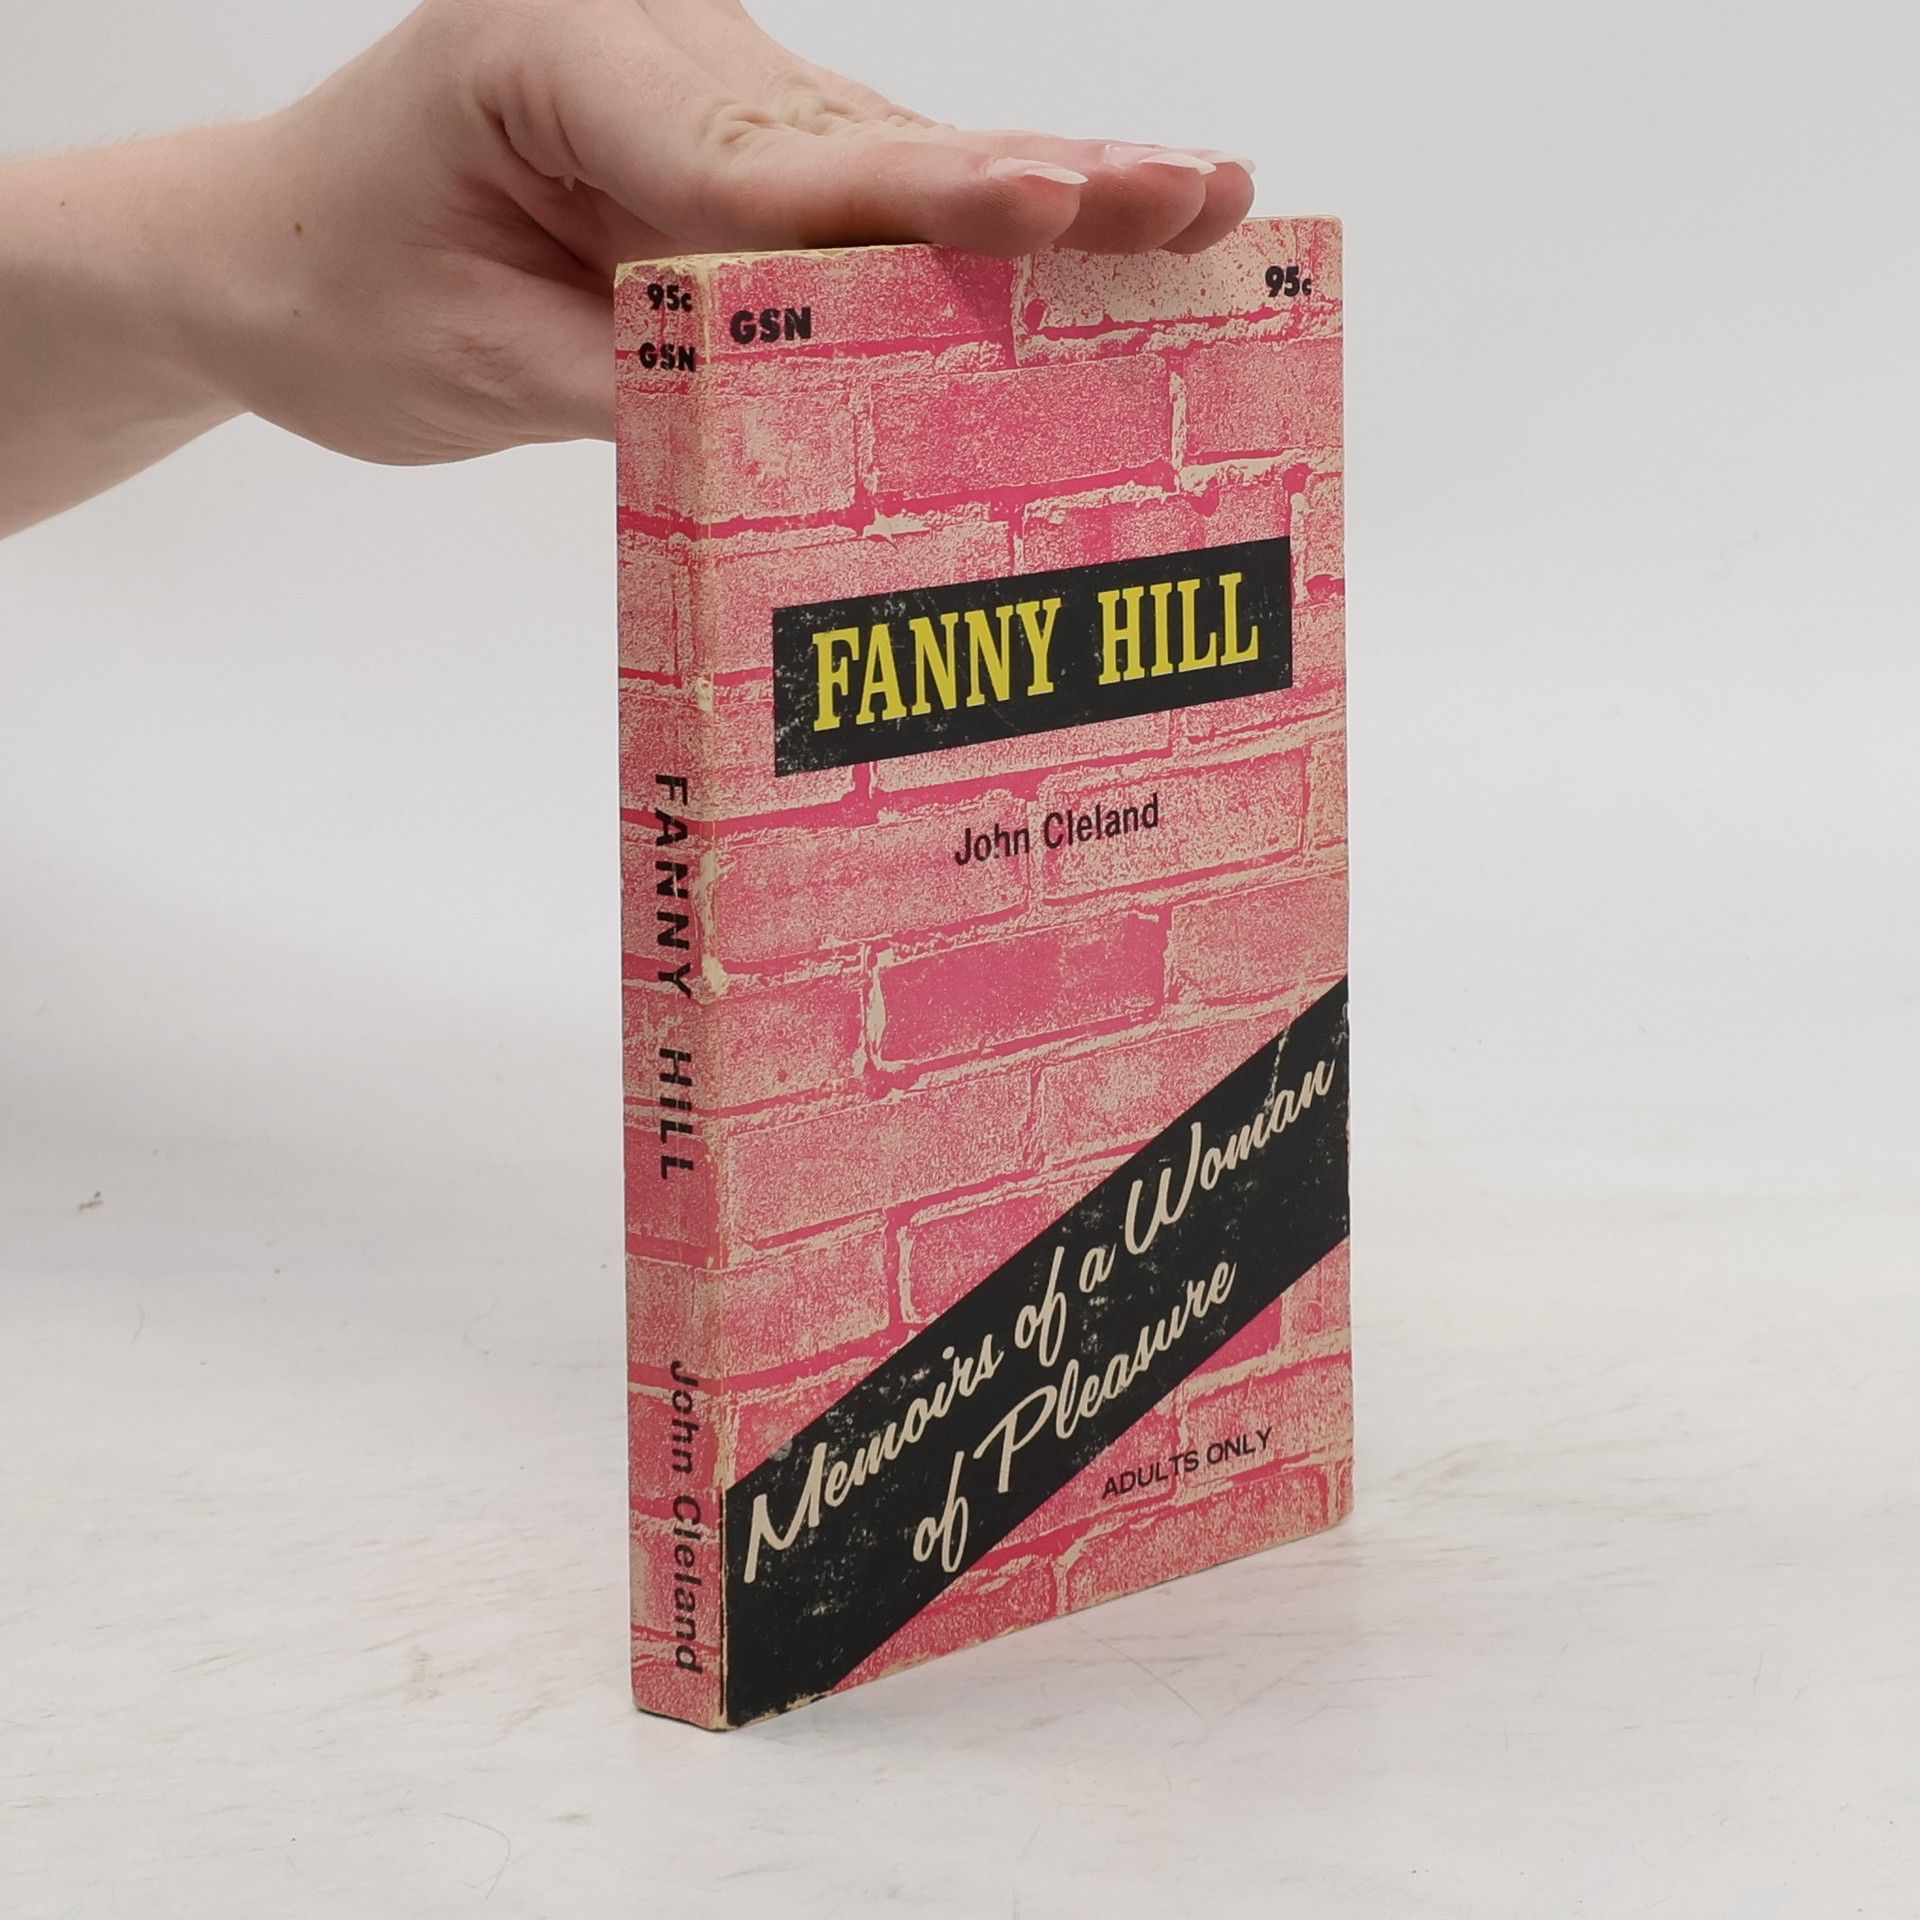 95c
GSN
FANNY HILL
John Cleland
GSN
95c
FANNY HILL
John Cleland
Memoirs of a Woman
of Pleasure
ADULTS ONLY